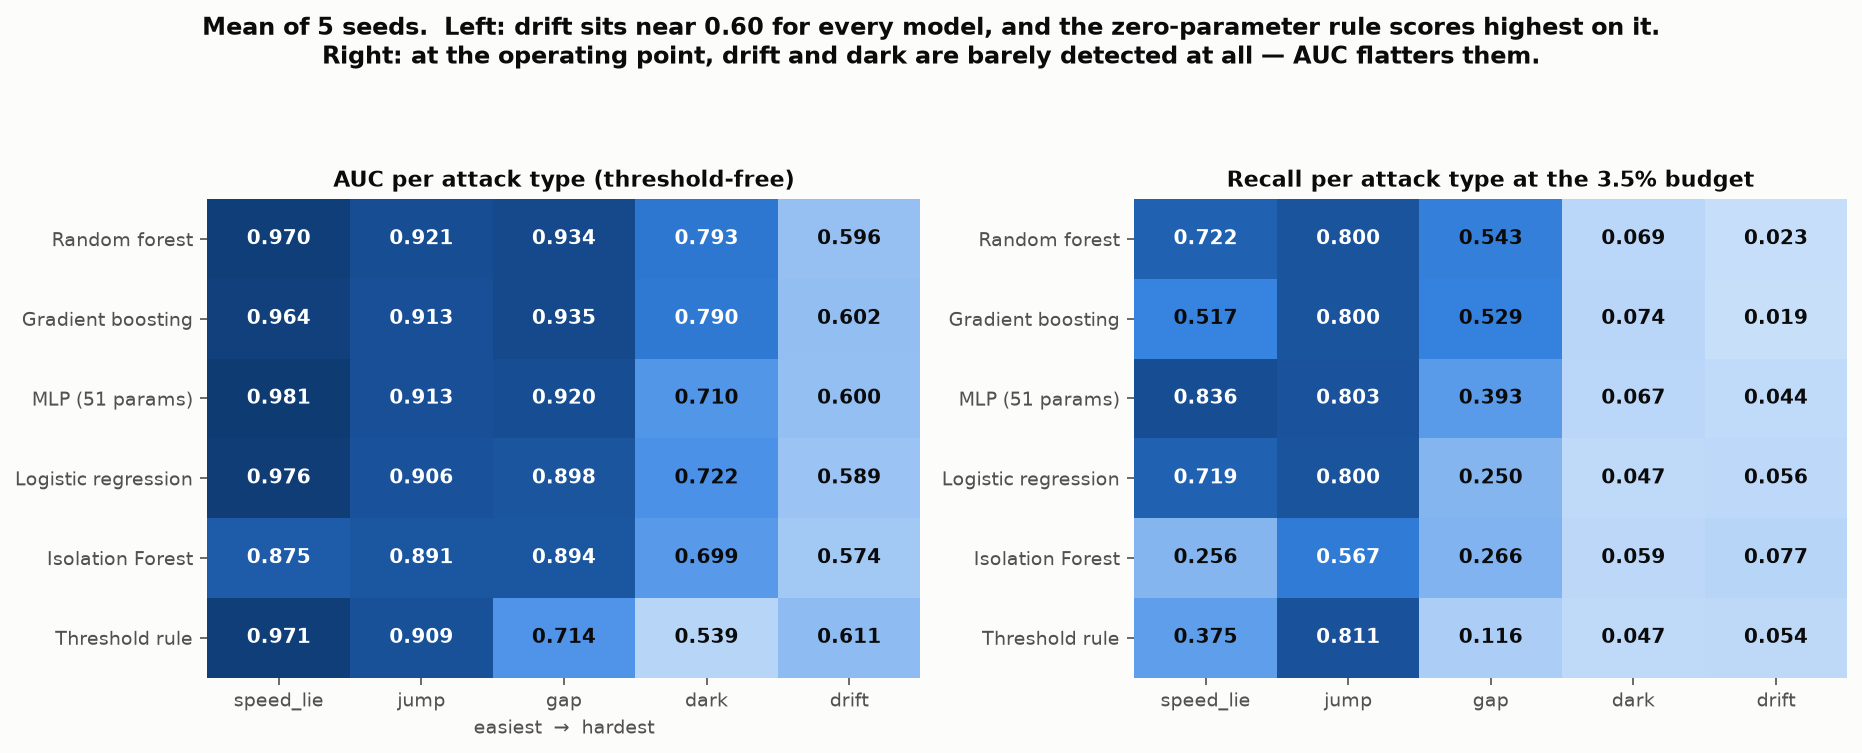 Mean of 5 seeds.  Left: drift sits near 0.60 for every model, and the zero-parameter rule scores highest on it.
Right: at the operating point, drift and dark are barely detected at all — AUC flatters them.
AUC per attack type (threshold-free)
Random forest 0.970 0.921 0.934 0.793 0.596
Gradient boosting 0.964 0.913 0.935 0.790 0.602
MLP (51 params) 0.981 0.913 0.920 0.710 0.600
Logistic regression 0.976 0.906 0.898 0.722 0.589
Isolation Forest 0.875 0.891 0.894 0.699 0.574
Threshold rule 0.971 0.909 0.714 0.539 0.611
speed_lie jump gap dark drift
easiest → hardest
Recall per attack type at the 3.5% budget
Random forest 0.722 0.800 0.543 0.069 0.023
Gradient boosting 0.517 0.800 0.529 0.074 0.019
MLP (51 params) 0.836 0.803 0.393 0.067 0.044
Logistic regression 0.719 0.800 0.250 0.047 0.056
Isolation Forest 0.256 0.567 0.266 0.059 0.077
Threshold rule 0.375 0.811 0.116 0.047 0.054
speed_lie jump gap dark drift